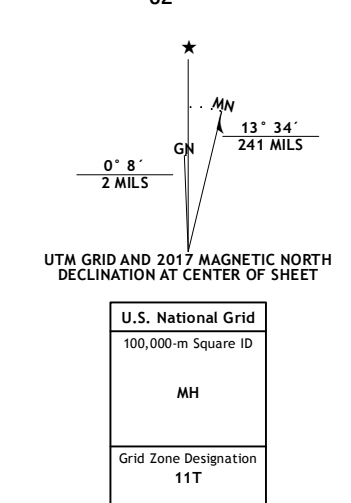 MN
13° 34´
241 MILS
GN
0° 8´
2 MILS
UTM GRID AND 2017 MAGNETIC NORTH
DECLINATION AT CENTER OF SHEET
U.S. National Grid
100,000-m Square ID
MH
Grid Zone Designation
11T